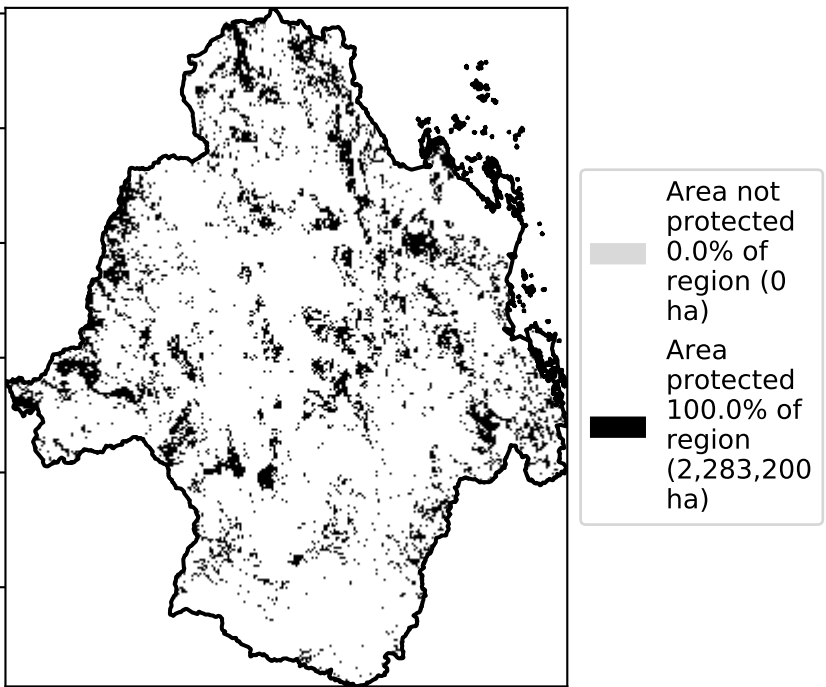 Area not
protected
0.0% of
region (0
ha)
Area
protected
100.0% of
region
(2,283,200
ha)